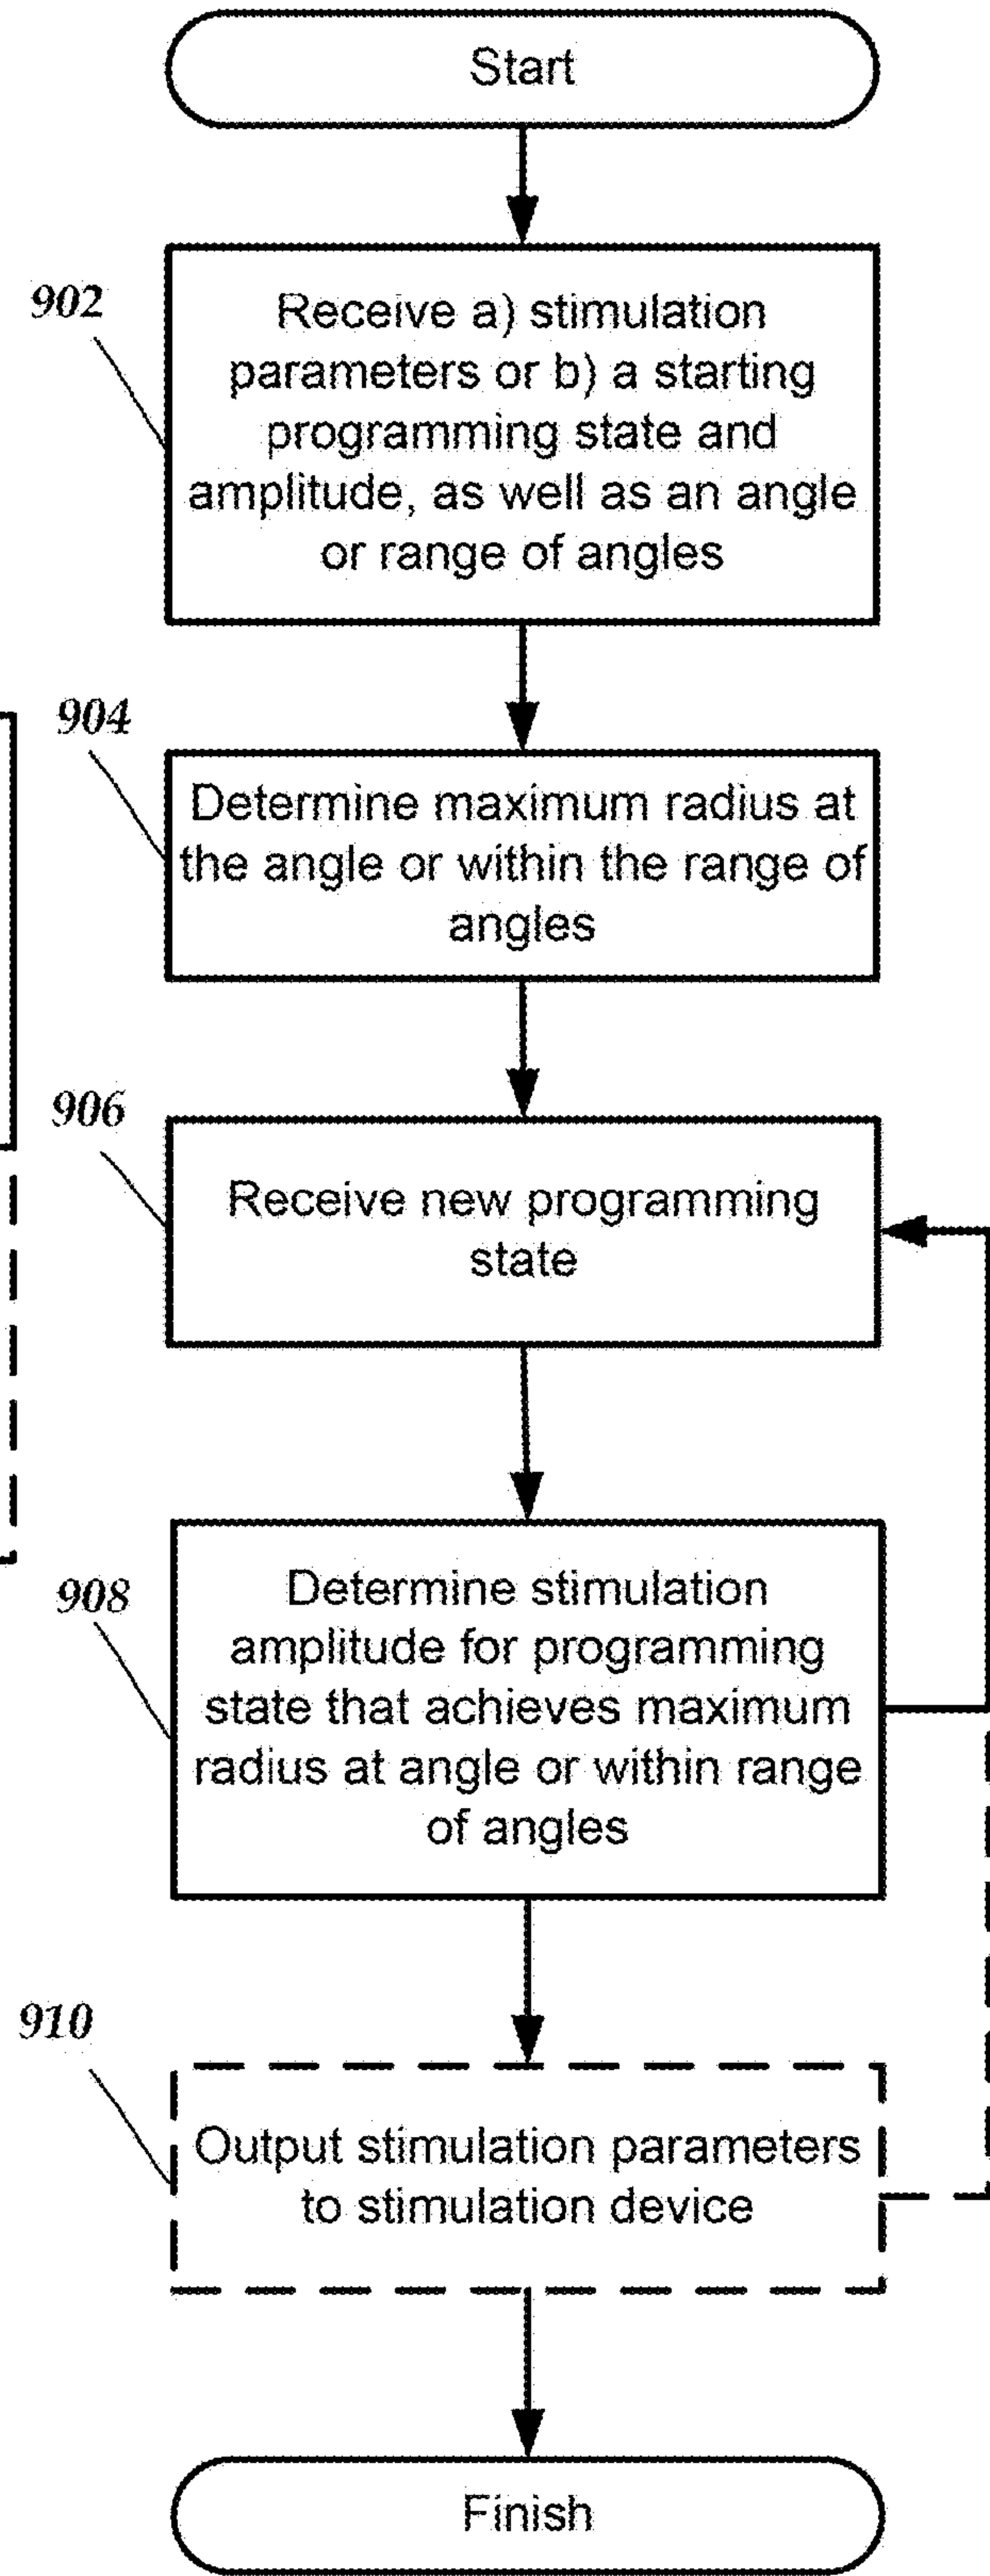 Start
902
Receive a) stimulation
parameters or b) a starting
programming state and
amplitude, as well as an angle
or range of angles
904
Determine maximum radius at
the angle or within the range of
angles
906
Receive new programming
state
908
Determine stimulation
amplitude for programming
state that achieves maximum
radius at angle or within range
of angles
910
Output stimulation parameters
to stimulation device
Finish